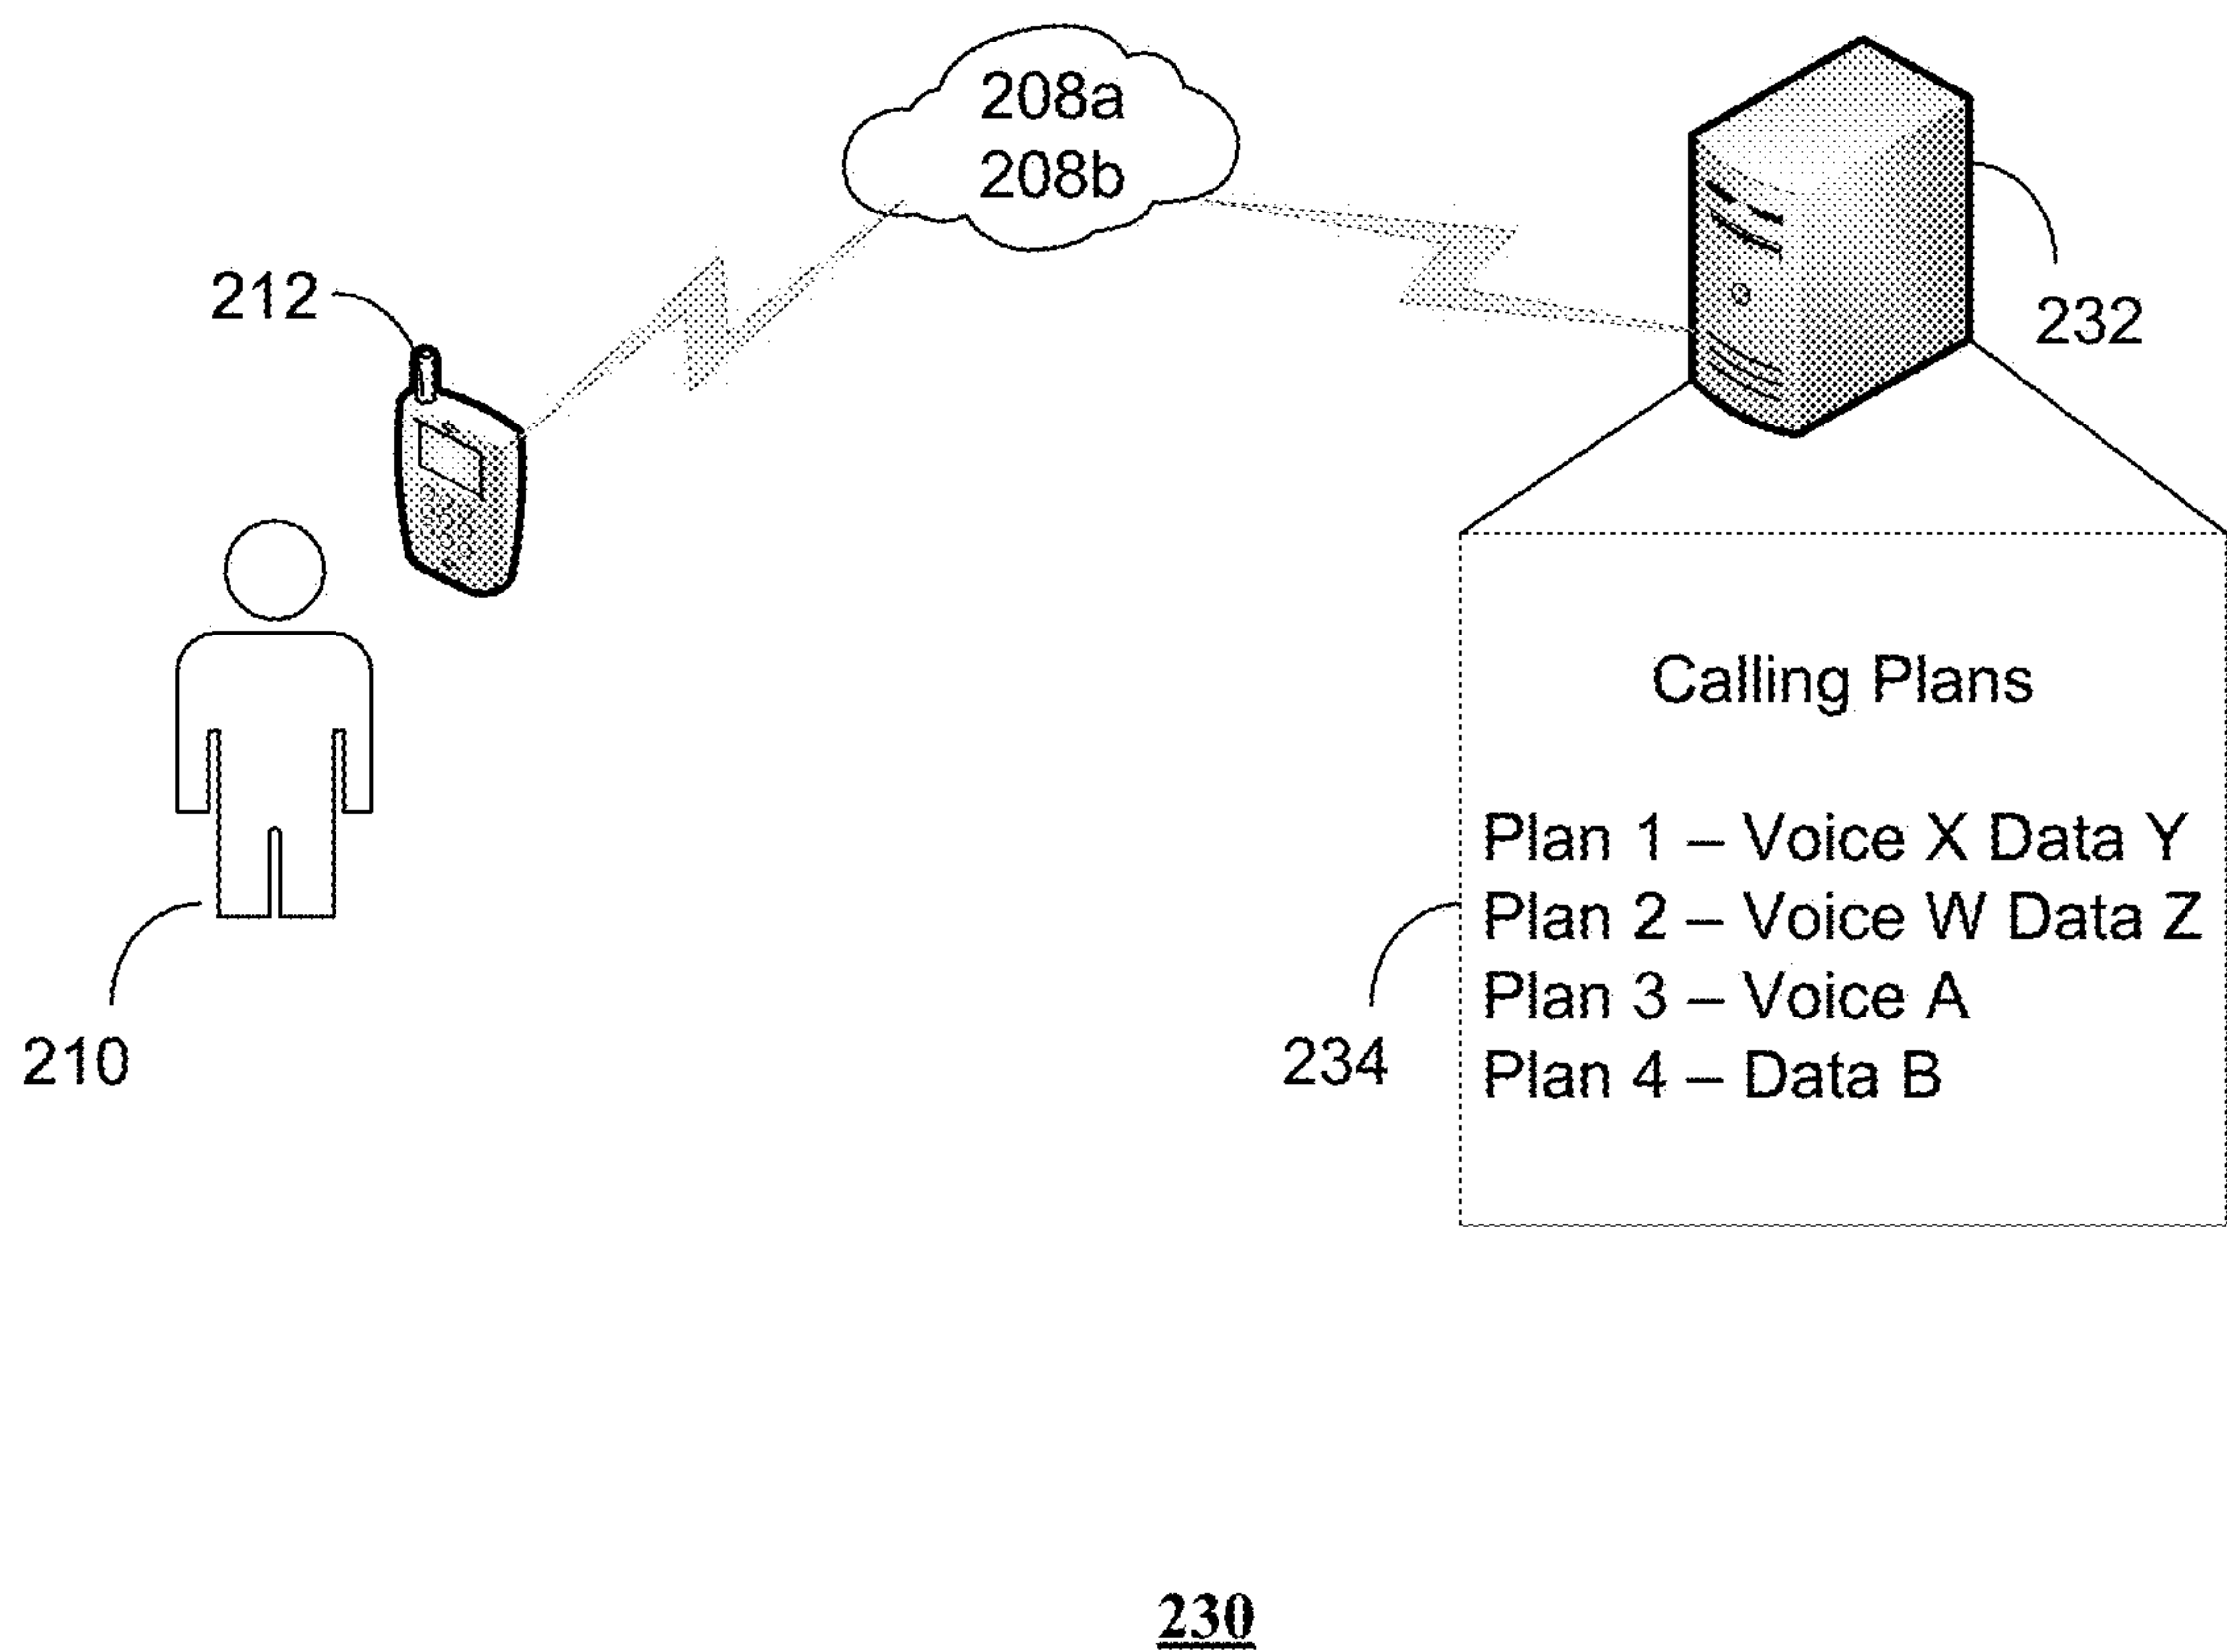 208a
208b
212
232
Calling Plans
Plan 1 – Voice X Data Y
Plan 2 – Voice W Data Z
Plan 3 – Voice A
Plan 4 – Data B
210
234
230